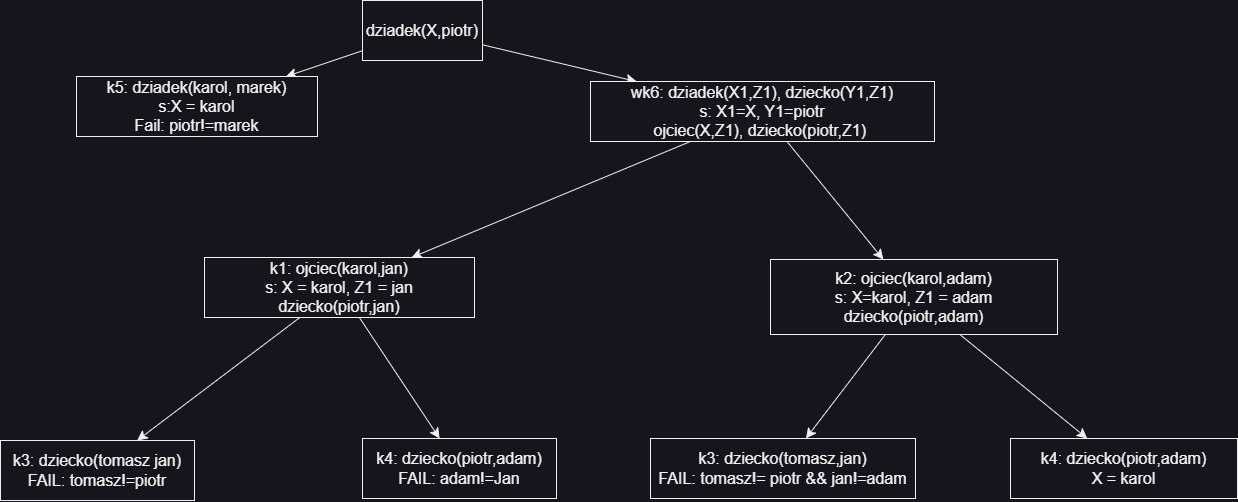 dziadek(X,piotr)
k5: dziadek(karol, marek)
s:X = karol
Fail: piotr!=marek
wk6: dziadek(X1,Z1), dziecko(Y1,Z1)
s: X1=X, Y1=piotr
ojciec(X,Z1), dziecko(piotr,Z1)
k1: ojciec(karol,jan)
s: X = karol, Z1 = jan
dziecko(piotr,jan)
k2: ojciec(karol,adam)
s: X=karol, Z1 = adam
dziecko(piotr,adam)
k3: dziecko(tomasz jan)
FAIL: tomasz!=piotr
k4: dziecko(piotr,adam)
FAIL: adam!=Jan
k3: dziecko(tomasz,jan)
FAIL: tomasz!= piotr && jan!=adam
k4: dziecko(piotr,adam)
X = karol